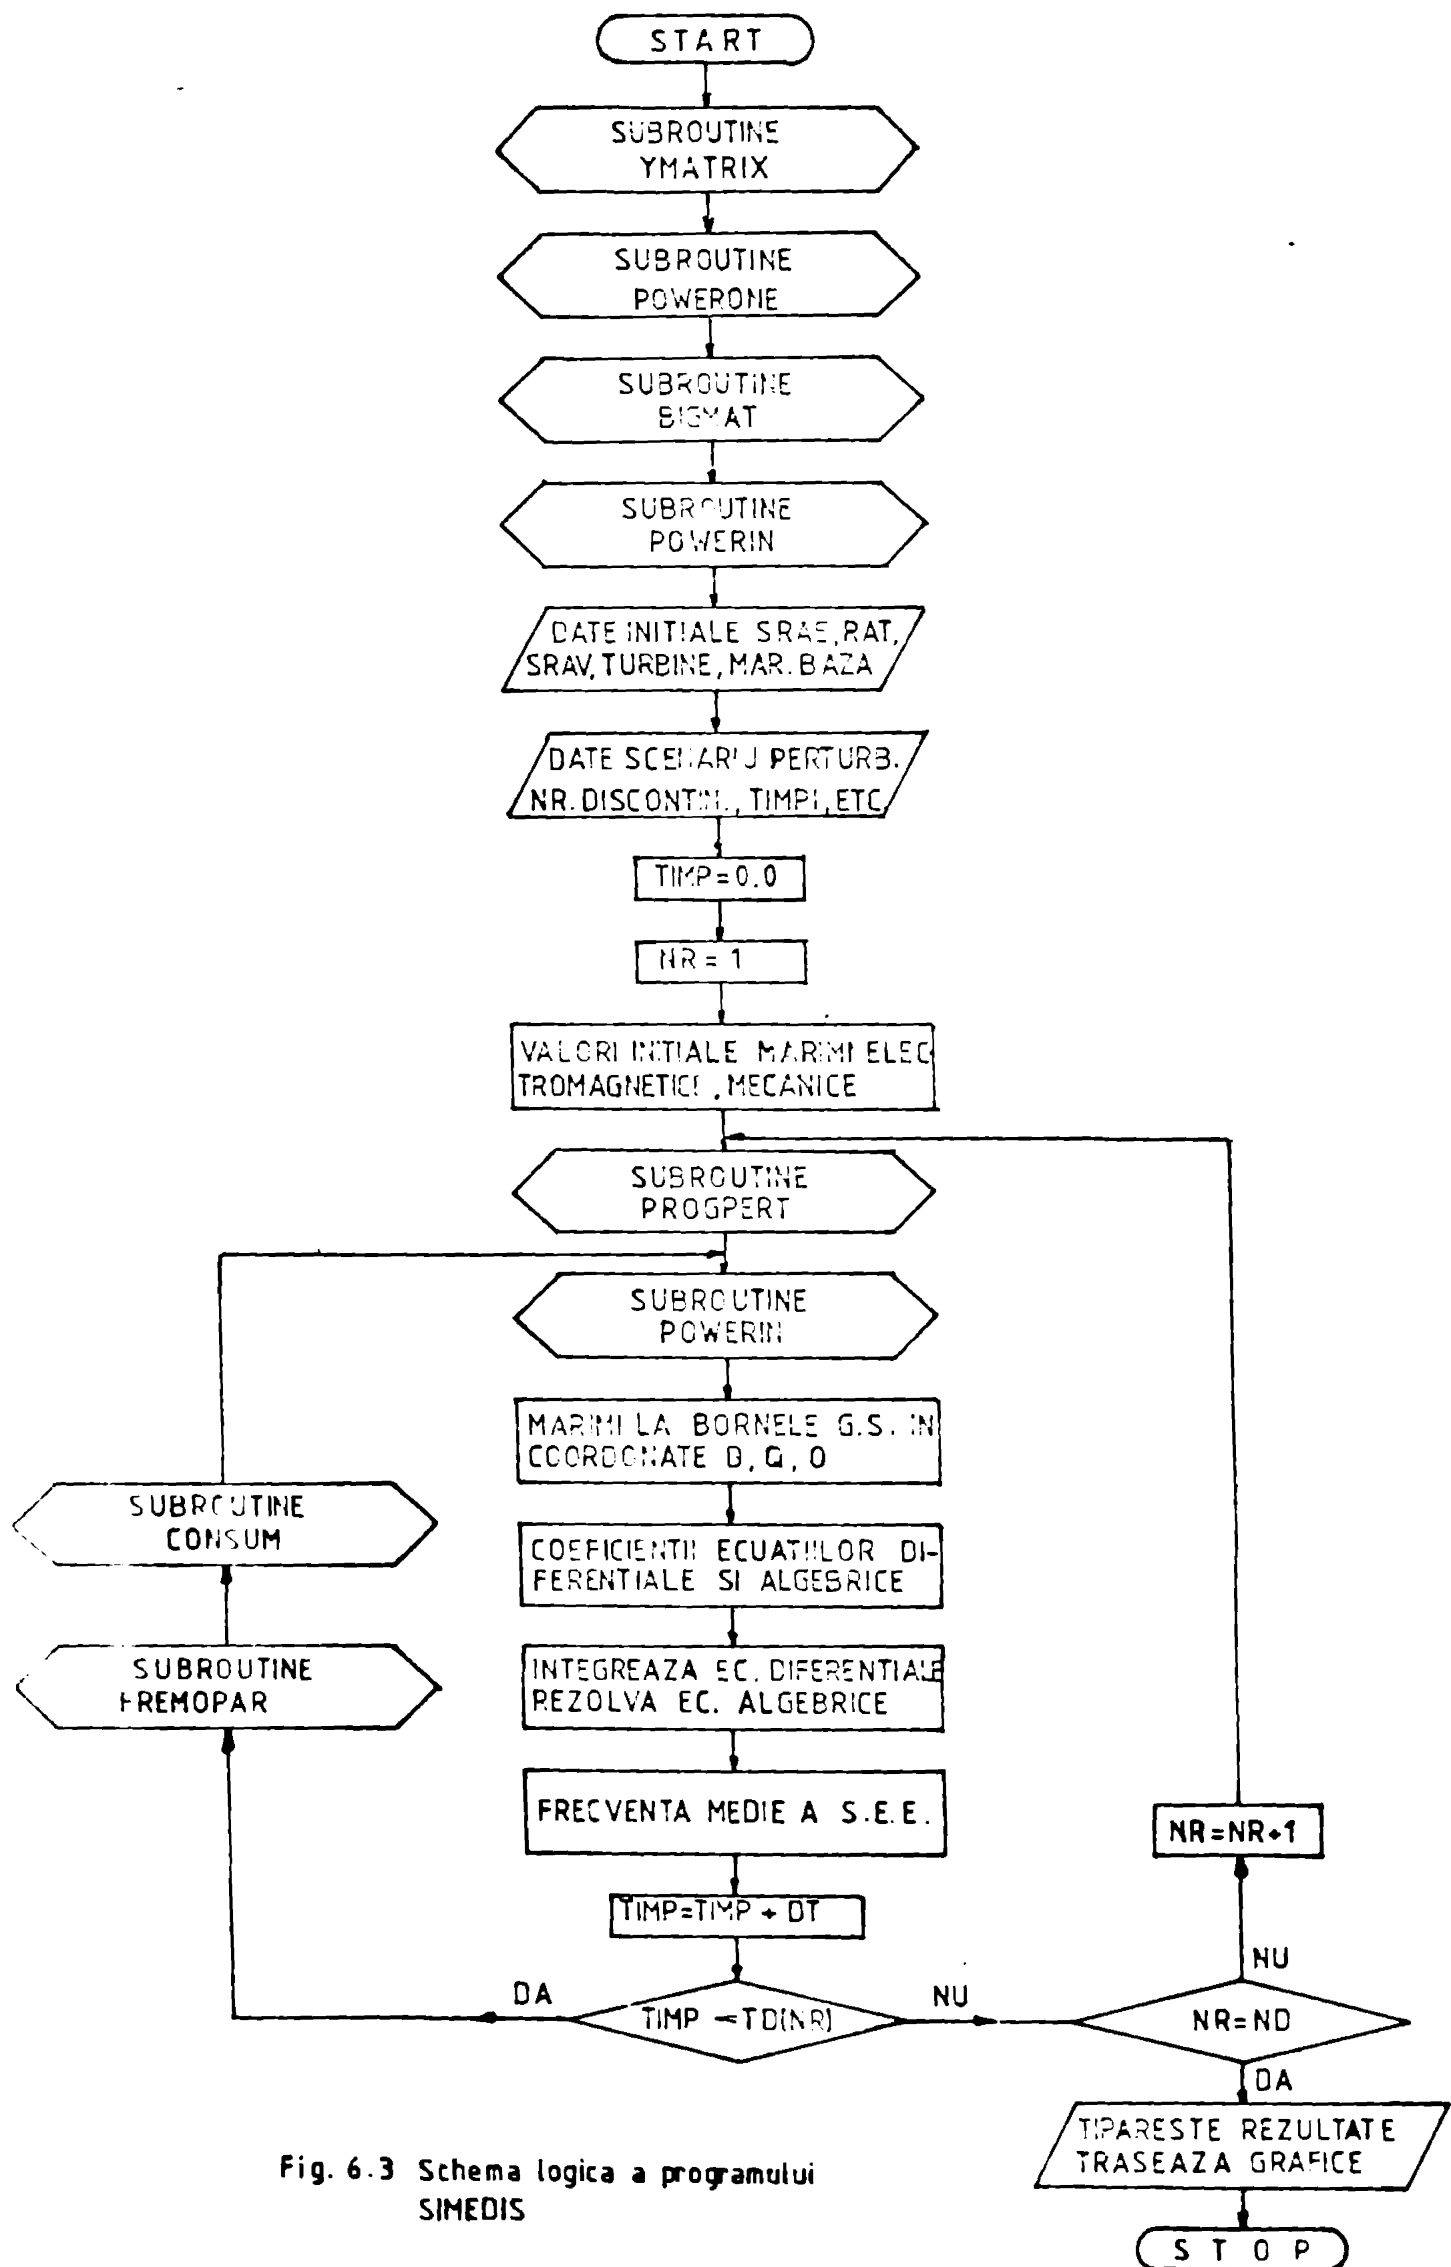 START
SUBROUTINE
YMATRIX
SUBROUTINE
POWERONE
SUBROUTINE
BIGMAT
SUBROUTINE
POWERIN
DATE INITIALE SRAE, RAT,
SRAV, TURBINE, MAR. BAZA
DATE SCENARIU PERTURB.
NR. DISCONTIN., TIMPI, ETC.
TIMP=0.0
NR = 1
VALORI INITIALE MARIMI ELEC
TROMAGNETICE, MECANICE
SUBROUTINE
PROGPERT
SUBROUTINE
POWERIN
MARIMI LA BORNELE G.S. IN
COORDONATE D, Q, O
SUBROUTINE
CONSUM
COEFICIENTII ECUATIILOR DI-
FERENTIALE SI ALGEBRICE
SUBROUTINE
FREMOPAR
INTEGREAZA EC. DIFERENTIALE
REZOLVA EC. ALGEBRICE
FRECVENTA MEDIE A S.E.E.
NR=NR+1
TIMP=TIMP + DT
NU
DA
NU
TIMP < TD(NR)
NR=ND
DA
TIPARESTE REZULTATE
TRASEAZA GRAFICE
Fig. 6.3 Schema logica a programului
SIMEDIS
STOP